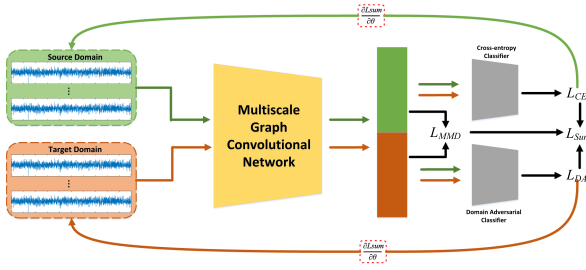 ∂Lsum
∂θ
Source Domain
Cross-entropy
Classifier
L_CE
Multiscale
Graph
Convolutional
Network
L_MMD
L_Sum
Target Domain
L_DA
Domain Adversarial
Classifier
∂Lsum
∂θ